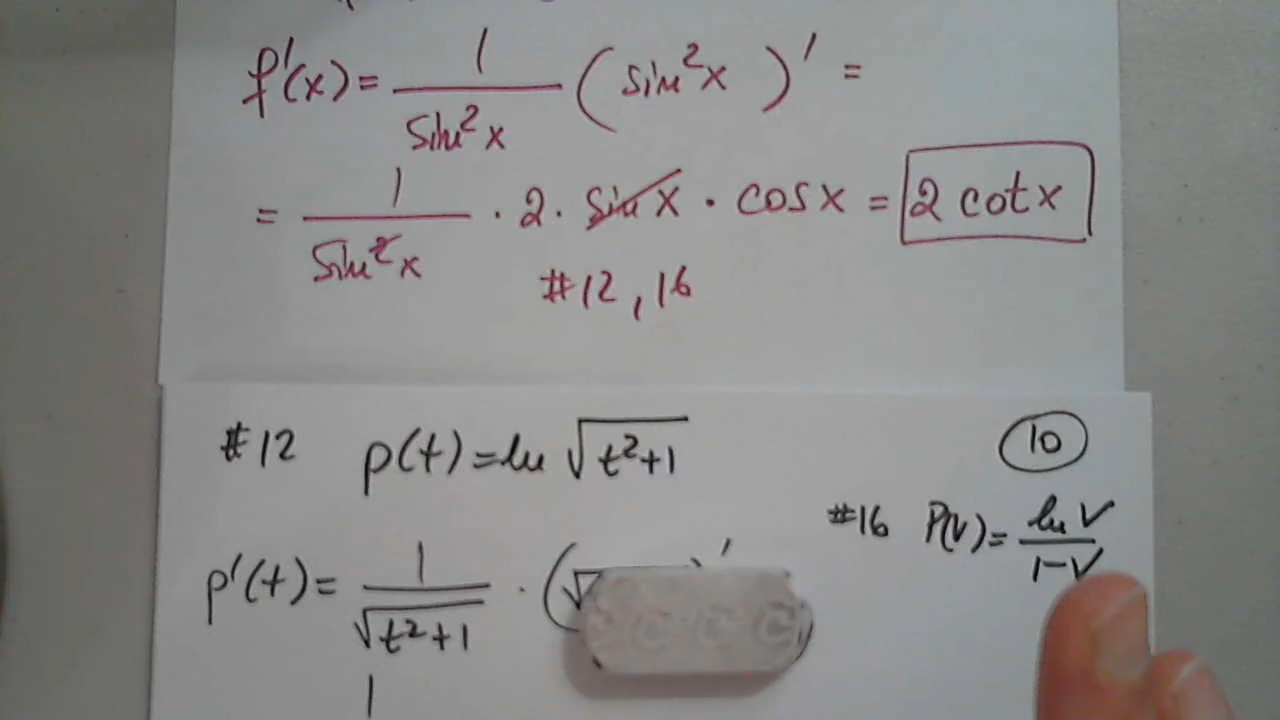 f'(x) = 1 / sin²x (sin²x)' =
= 1 / sin²x · 2 · sin x · cos x = 2 cot x
#12, 16
#12 p(t) = ln √(t²+1)
10
#16 P(v) = ln v / 1-v
p'(t) = 1 / √(t²+1) · (√ )'
1